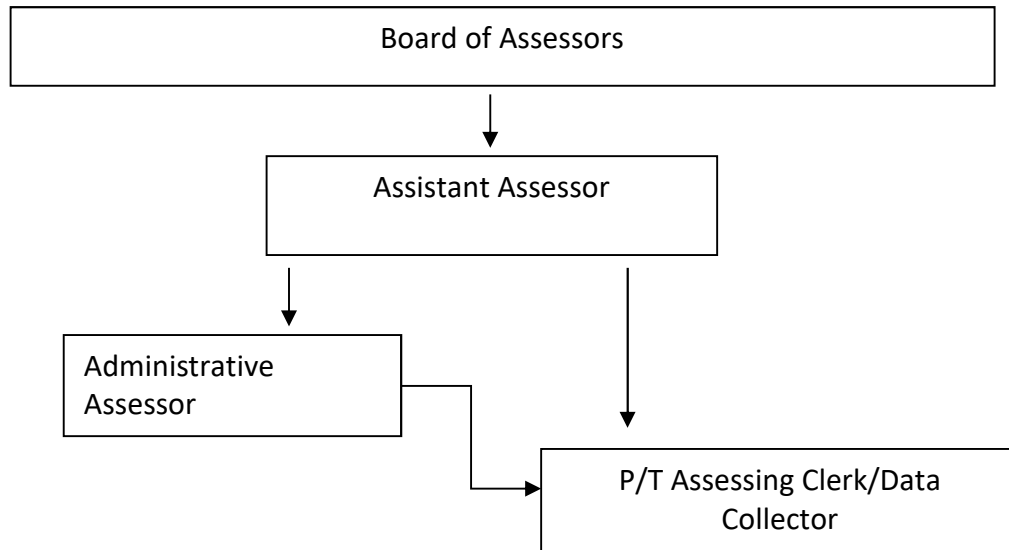 Board of Assessors
Assistant Assessor
Administrative
Assessor
P/T Assessing Clerk/Data
Collector